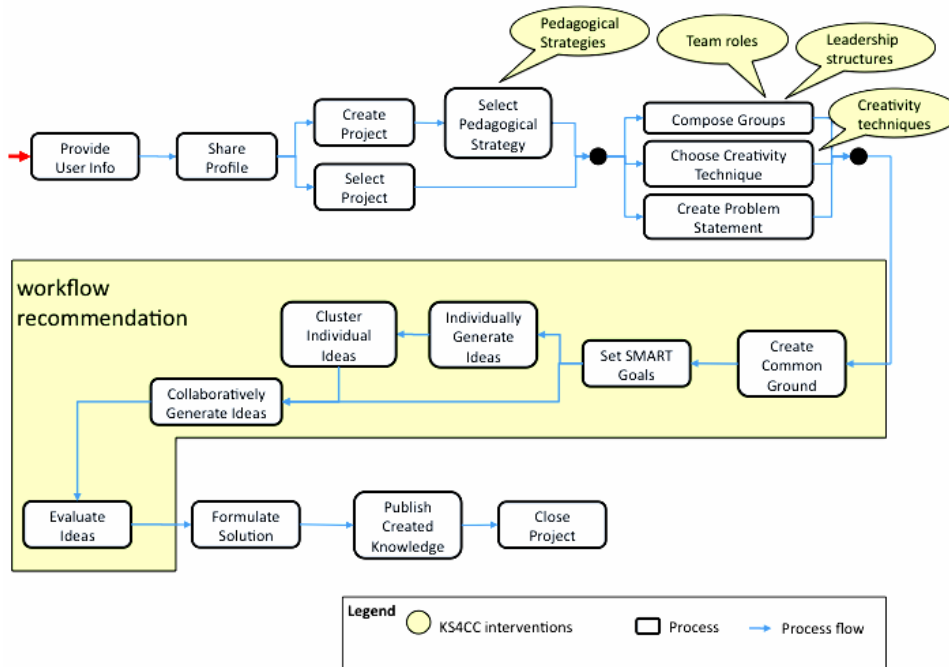 Pedagogical
Strategies
Team roles
Leadership
structures
Creativity
techniques
Provide
User Info
Share
Profile
Create
Project
Select
Project
Select
Pedagogical
Strategy
Compose Groups
Choose Creativity
Technique
Create Problem
Statement
workflow
recommendation
Cluster
Individual
Ideas
Individually
Generate Ideas
Set SMART
Goals
Create
Common
Ground
Collaboratively
Generate Ideas
Evaluate
Ideas
Formulate
Solution
Publish
Created
Knowledge
Close
Project
Legend
KS4CC interventions
Process
Process flow